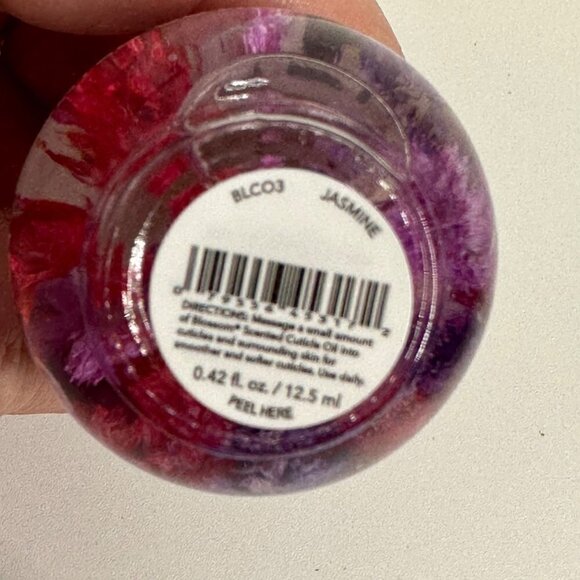 BLCO3 JASMINE
DIRECTIONS: Massage a small amount
of Blossom® Scented Cuticle Oil into
cuticles and surrounding skin for
smoother and softer cuticles. Use daily.
0.42 fl. oz. / 12.5 ml
PEEL HERE